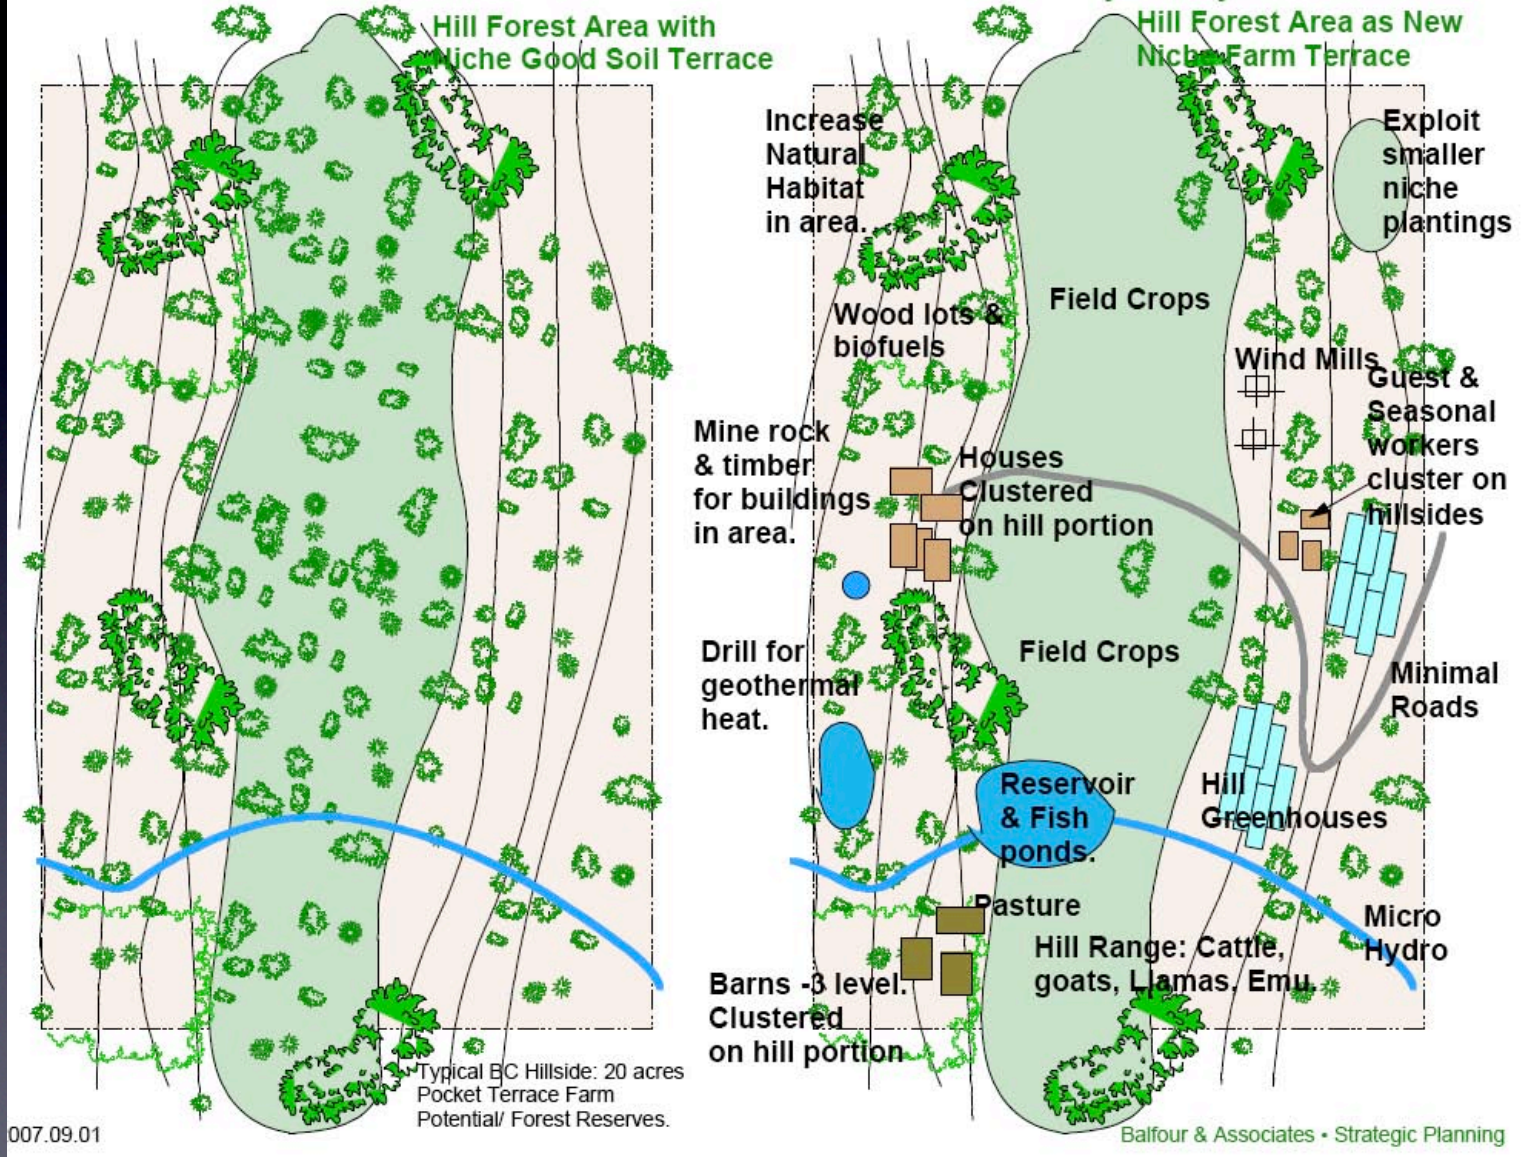 Hill Forest Area with
Niche Good Soil Terrace
Hill Forest Area as New
Niche Farm Terrace
Increase
Natural
Habitat
in area.
Exploit
smaller
niche
plantings
Field Crops
Wood lots &
biofuels
Wind Mills
Guest &
Seasonal
workers
cluster on
hillsides
Mine rock
& timber
for buildings
in area.
Houses
Clustered
on hill portion
Drill for
geothermal
heat.
Field Crops
Minimal
Roads
Reservoir
& Fish
ponds.
Hill
Greenhouses
Pasture
Micro
Hydro
Hill Range: Cattle,
goats, Llamas, Emu.
Barns -3 level.
Clustered
on hill portion
Typical BC Hillside: 20 acres
Pocket Terrace Farm
Potential/ Forest Reserves.
007.09.01
Balfour & Associates • Strategic Planning